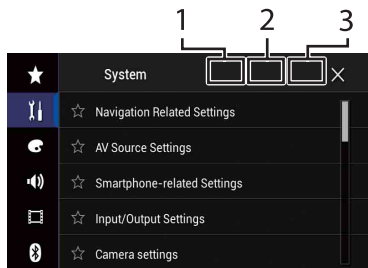 1 2 3
System
Navigation Related Settings
AV Source Settings
Smartphone-related Settings
Input/Output Settings
Camera settings